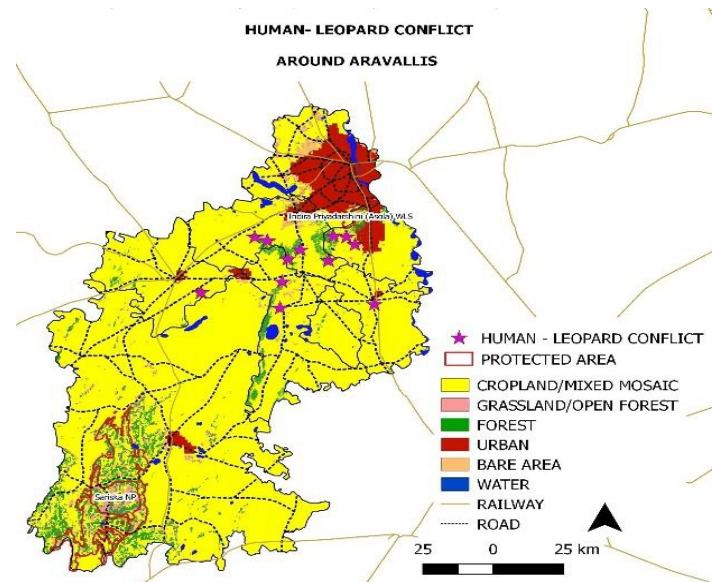 HUMAN- LEOPARD CONFLICT
AROUND ARAVALLIS
Indira Priyadarshini (Asola) WLS
HUMAN - LEOPARD CONFLICT
PROTECTED AREA
CROPLAND/MIXED MOSAIC
GRASSLAND/OPEN FOREST
FOREST
URBAN
BARE AREA
WATER
RAILWAY
ROAD
Sariska NP
25 0 25 km